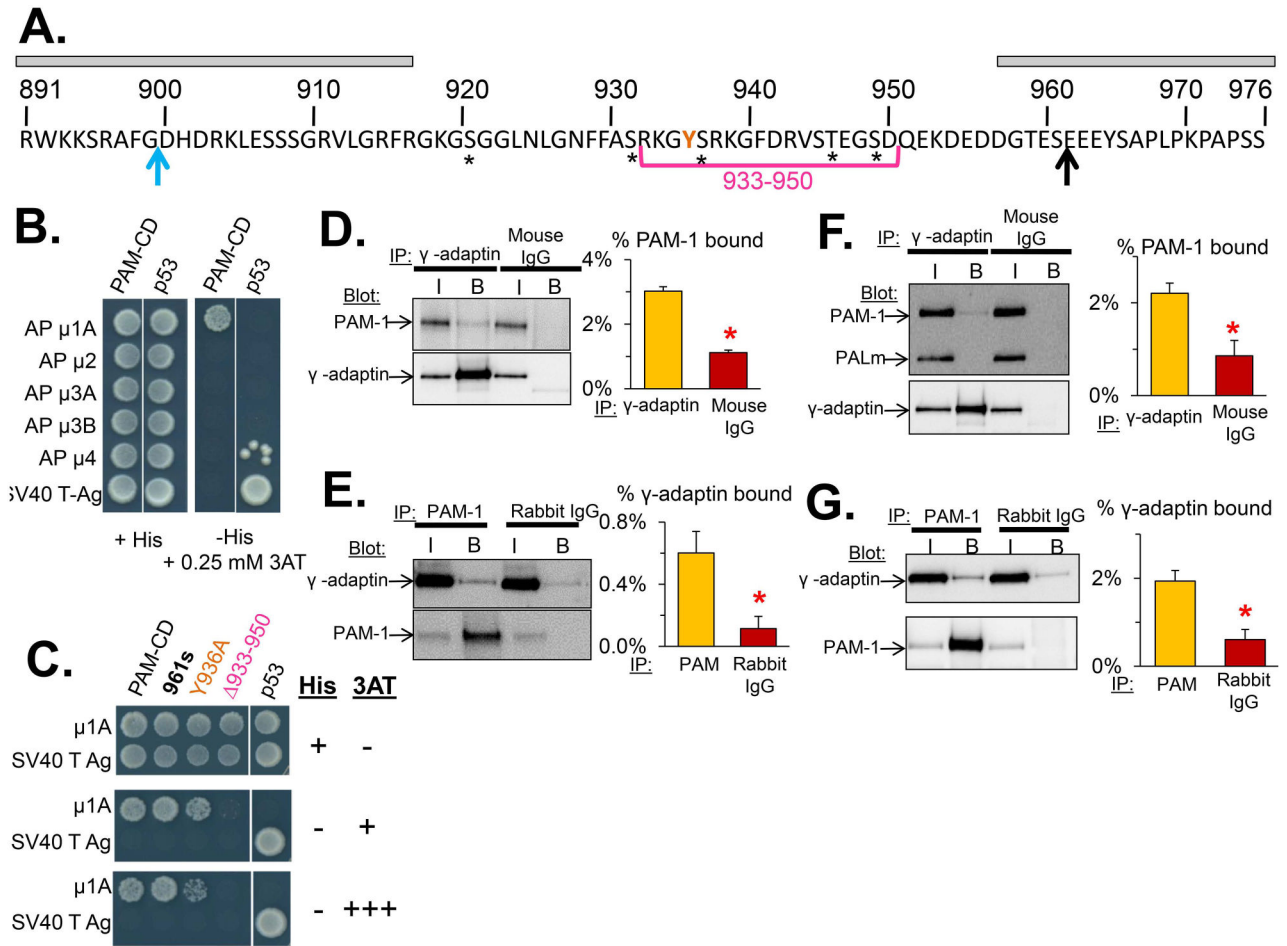 A.
891 900 910 920 930 940 950 960 970 976
RWKKSRAFGDHDRKLESSSGRVLGRFRGKGSGGLNLGNFFASRKGYSRKGFDRVSTEGSDQEKDEDDGTESEEEYSAPLPKPAPSS
* * * * *
933-950
B.
PAM-CD p53 PAM-CD p53
AP µ1A
AP µ2
AP µ3A
AP µ3B
AP µ4
SV40 T-Ag
+ His
-His
+ 0.25 mM 3AT
C.
PAM-CD 961s Y936A Δ933-950 p53
His 3AT
µ1A
SV40 T Ag
+ -
µ1A
SV40 T Ag
- +
µ1A
SV40 T Ag
- +++
D.
IP: γ -adaptin Mouse IgG
I B I B
Blot:
PAM-1
γ -adaptin
% PAM-1 bound
4%
2%
0%
*
IP: γ-adaptin Mouse IgG
E.
IP: PAM-1 Rabbit IgG
I B I B
Blot:
γ -adaptin
PAM-1
% γ-adaptin bound
0.8%
0.4%
0.0%
*
IP: PAM Rabbit IgG
F.
IP: γ -adaptin Mouse IgG
I B I B
Blot:
PAM-1
PALm
γ-adaptin
% PAM-1 bound
2%
0%
*
IP: γ-adaptin Mouse IgG
G.
IP: PAM-1 Rabbit IgG
I B I B
Blot:
γ -adaptin
PAM-1
% γ-adaptin bound
2%
0%
*
IP: PAM Rabbit IgG